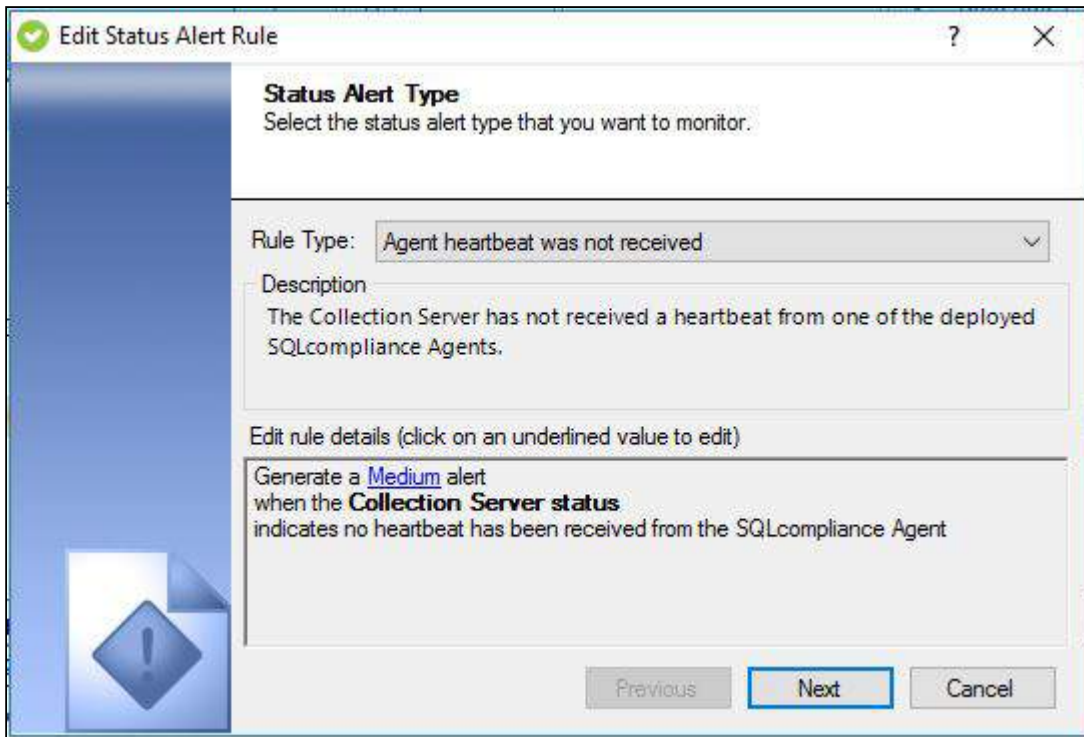 Edit Status Alert Rule
?
Status Alert Type
Select the status alert type that you want to monitor.
Rule Type: Agent heartbeat was not received
Description
The Collection Server has not received a heartbeat from one of the deployed
SQLcompliance Agents.
Edit rule details (click on an underlined value to edit)
Generate a Medium alert
when the Collection Server status
indicates no heartbeat has been received from the SQLcompliance Agent
Previous Next Cancel